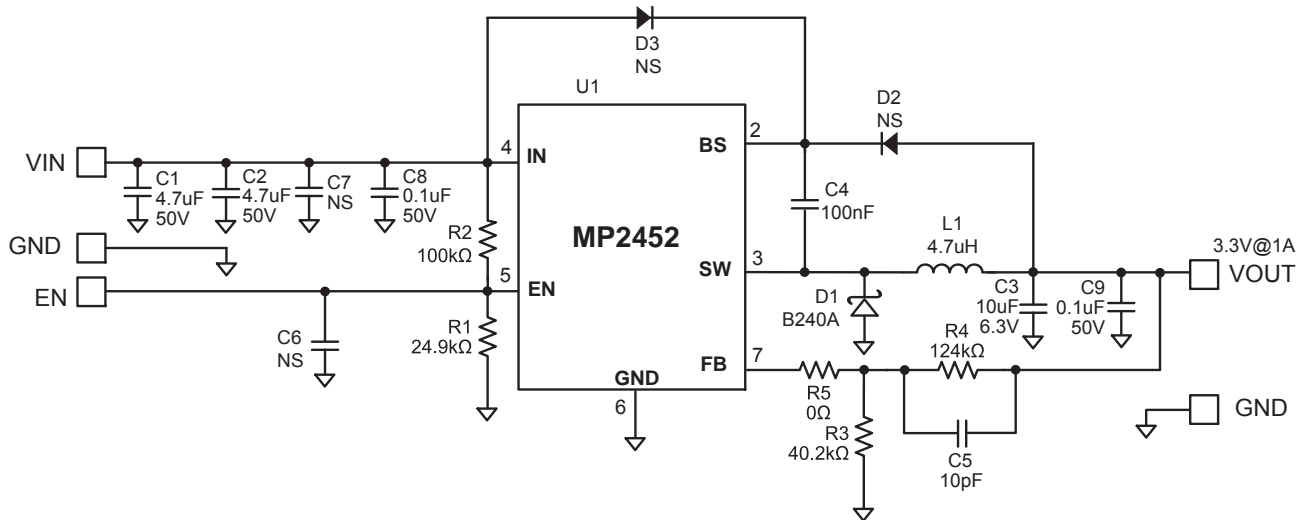 D3
NS
U1
D2
NS
4
IN
BS
2
VIN
C1
4.7uF
50V
C2
4.7uF
50V
C7
NS
C8
0.1uF
50V
C4
100nF
R2
100kΩ
MP2452
L1
4.7uH
GND
3.3V@1A
VOUT
SW
3
EN
5
EN
D1
B240A
C3
10uF
6.3V
C9
0.1uF
50V
C6
NS
R1
24.9kΩ
R4
124kΩ
FB
7
GND
6
R5
0Ω
R3
40.2kΩ
C5
10pF
GND